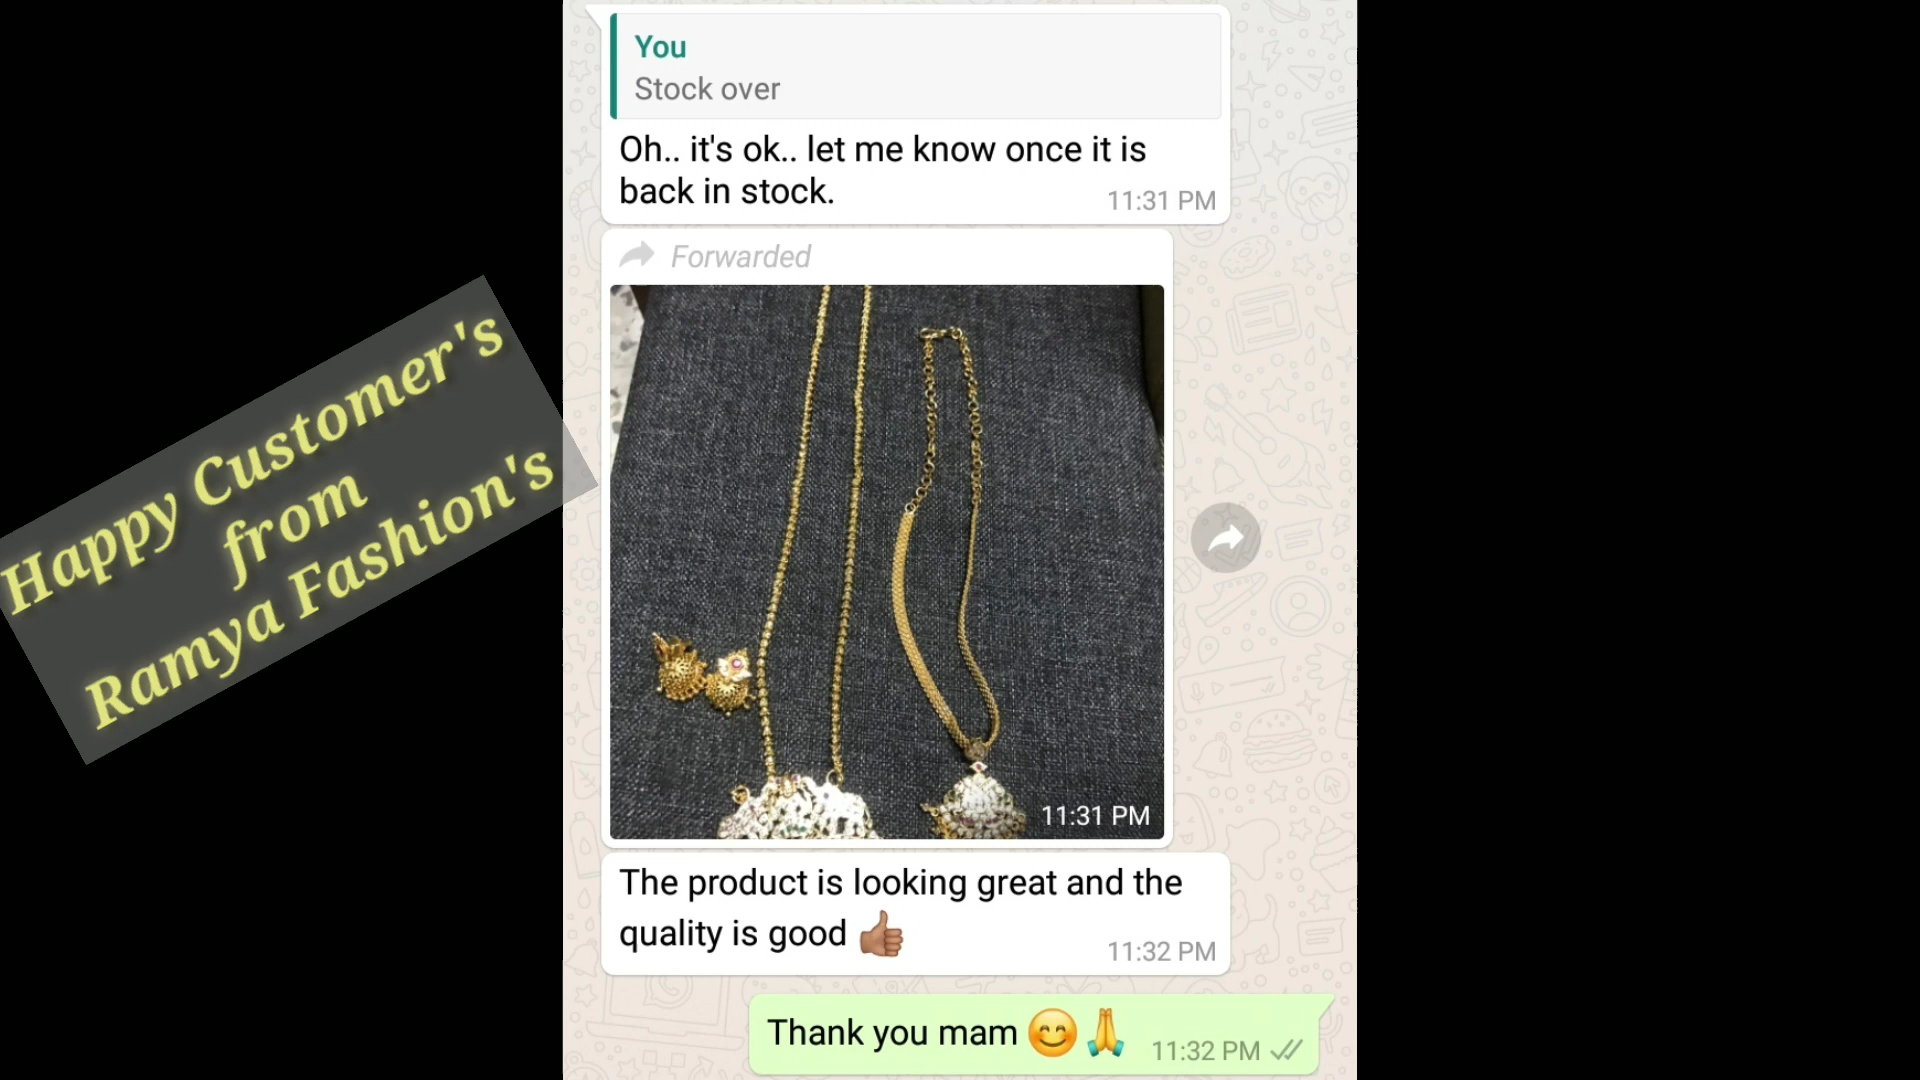 You
Stock over
Oh.. it's ok.. let me know once it is
back in stock.
11:31 PM
Forwarded
11:31 PM
The product is looking great and the
quality is good 👍🏾
11:32 PM
Thank you mam 😊🙏
11:32 PM
Happy Customer's
from
Ramya Fashion's